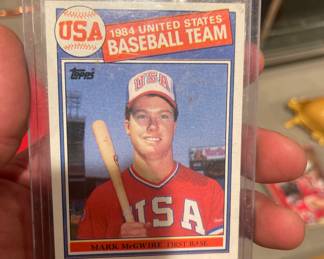 USA
1984 UNITED STATES
BASEBALL TEAM
Topps
USA
USA
MARK McGWIRE FIRST BASE